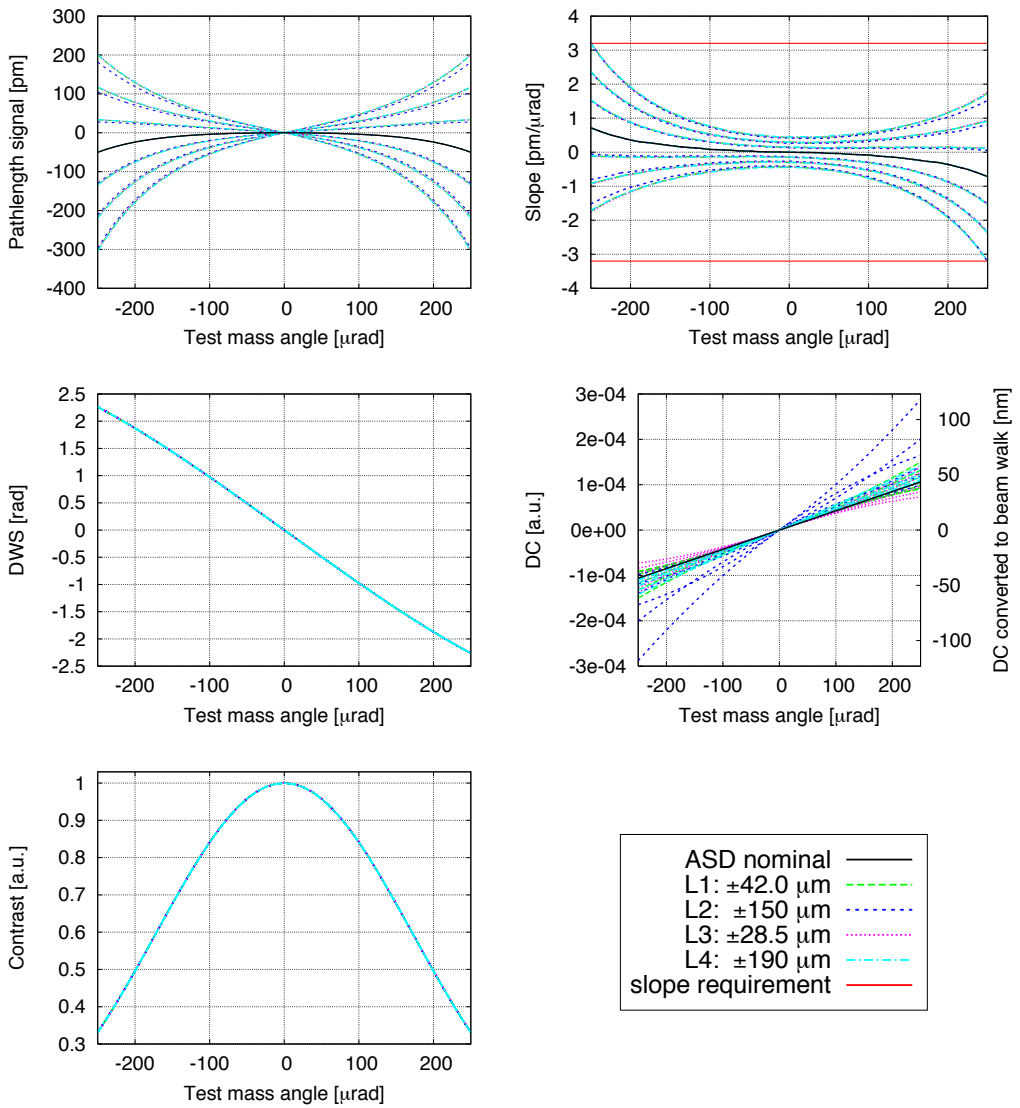 Pathlength signal [pm]
300
200
100
0
-100
-200
-300
-400
-200 -100 0 100 200
Test mass angle [μrad]
Slope [pm/μrad]
4
3
2
1
0
-1
-2
-3
-4
-200 -100 0 100 200
Test mass angle [μrad]
DWS [rad]
2.5
2
1.5
1
0.5
0
-0.5
-1
-1.5
-2
-2.5
-200 -100 0 100 200
Test mass angle [μrad]
DC [a.u.]
3e-04
2e-04
1e-04
0e+00
-1e-04
-2e-04
-3e-04
-200 -100 0 100 200
Test mass angle [μrad]
100
50
0
-50
-100
DC converted to beam walk [nm]
Contrast [a.u.]
1
0.9
0.8
0.7
0.6
0.5
0.4
0.3
-200 -100 0 100 200
Test mass angle [μrad]
ASD nominal
L1: ±42.0 μm
L2: ±150 μm
L3: ±28.5 μm
L4: ±190 μm
slope requirement